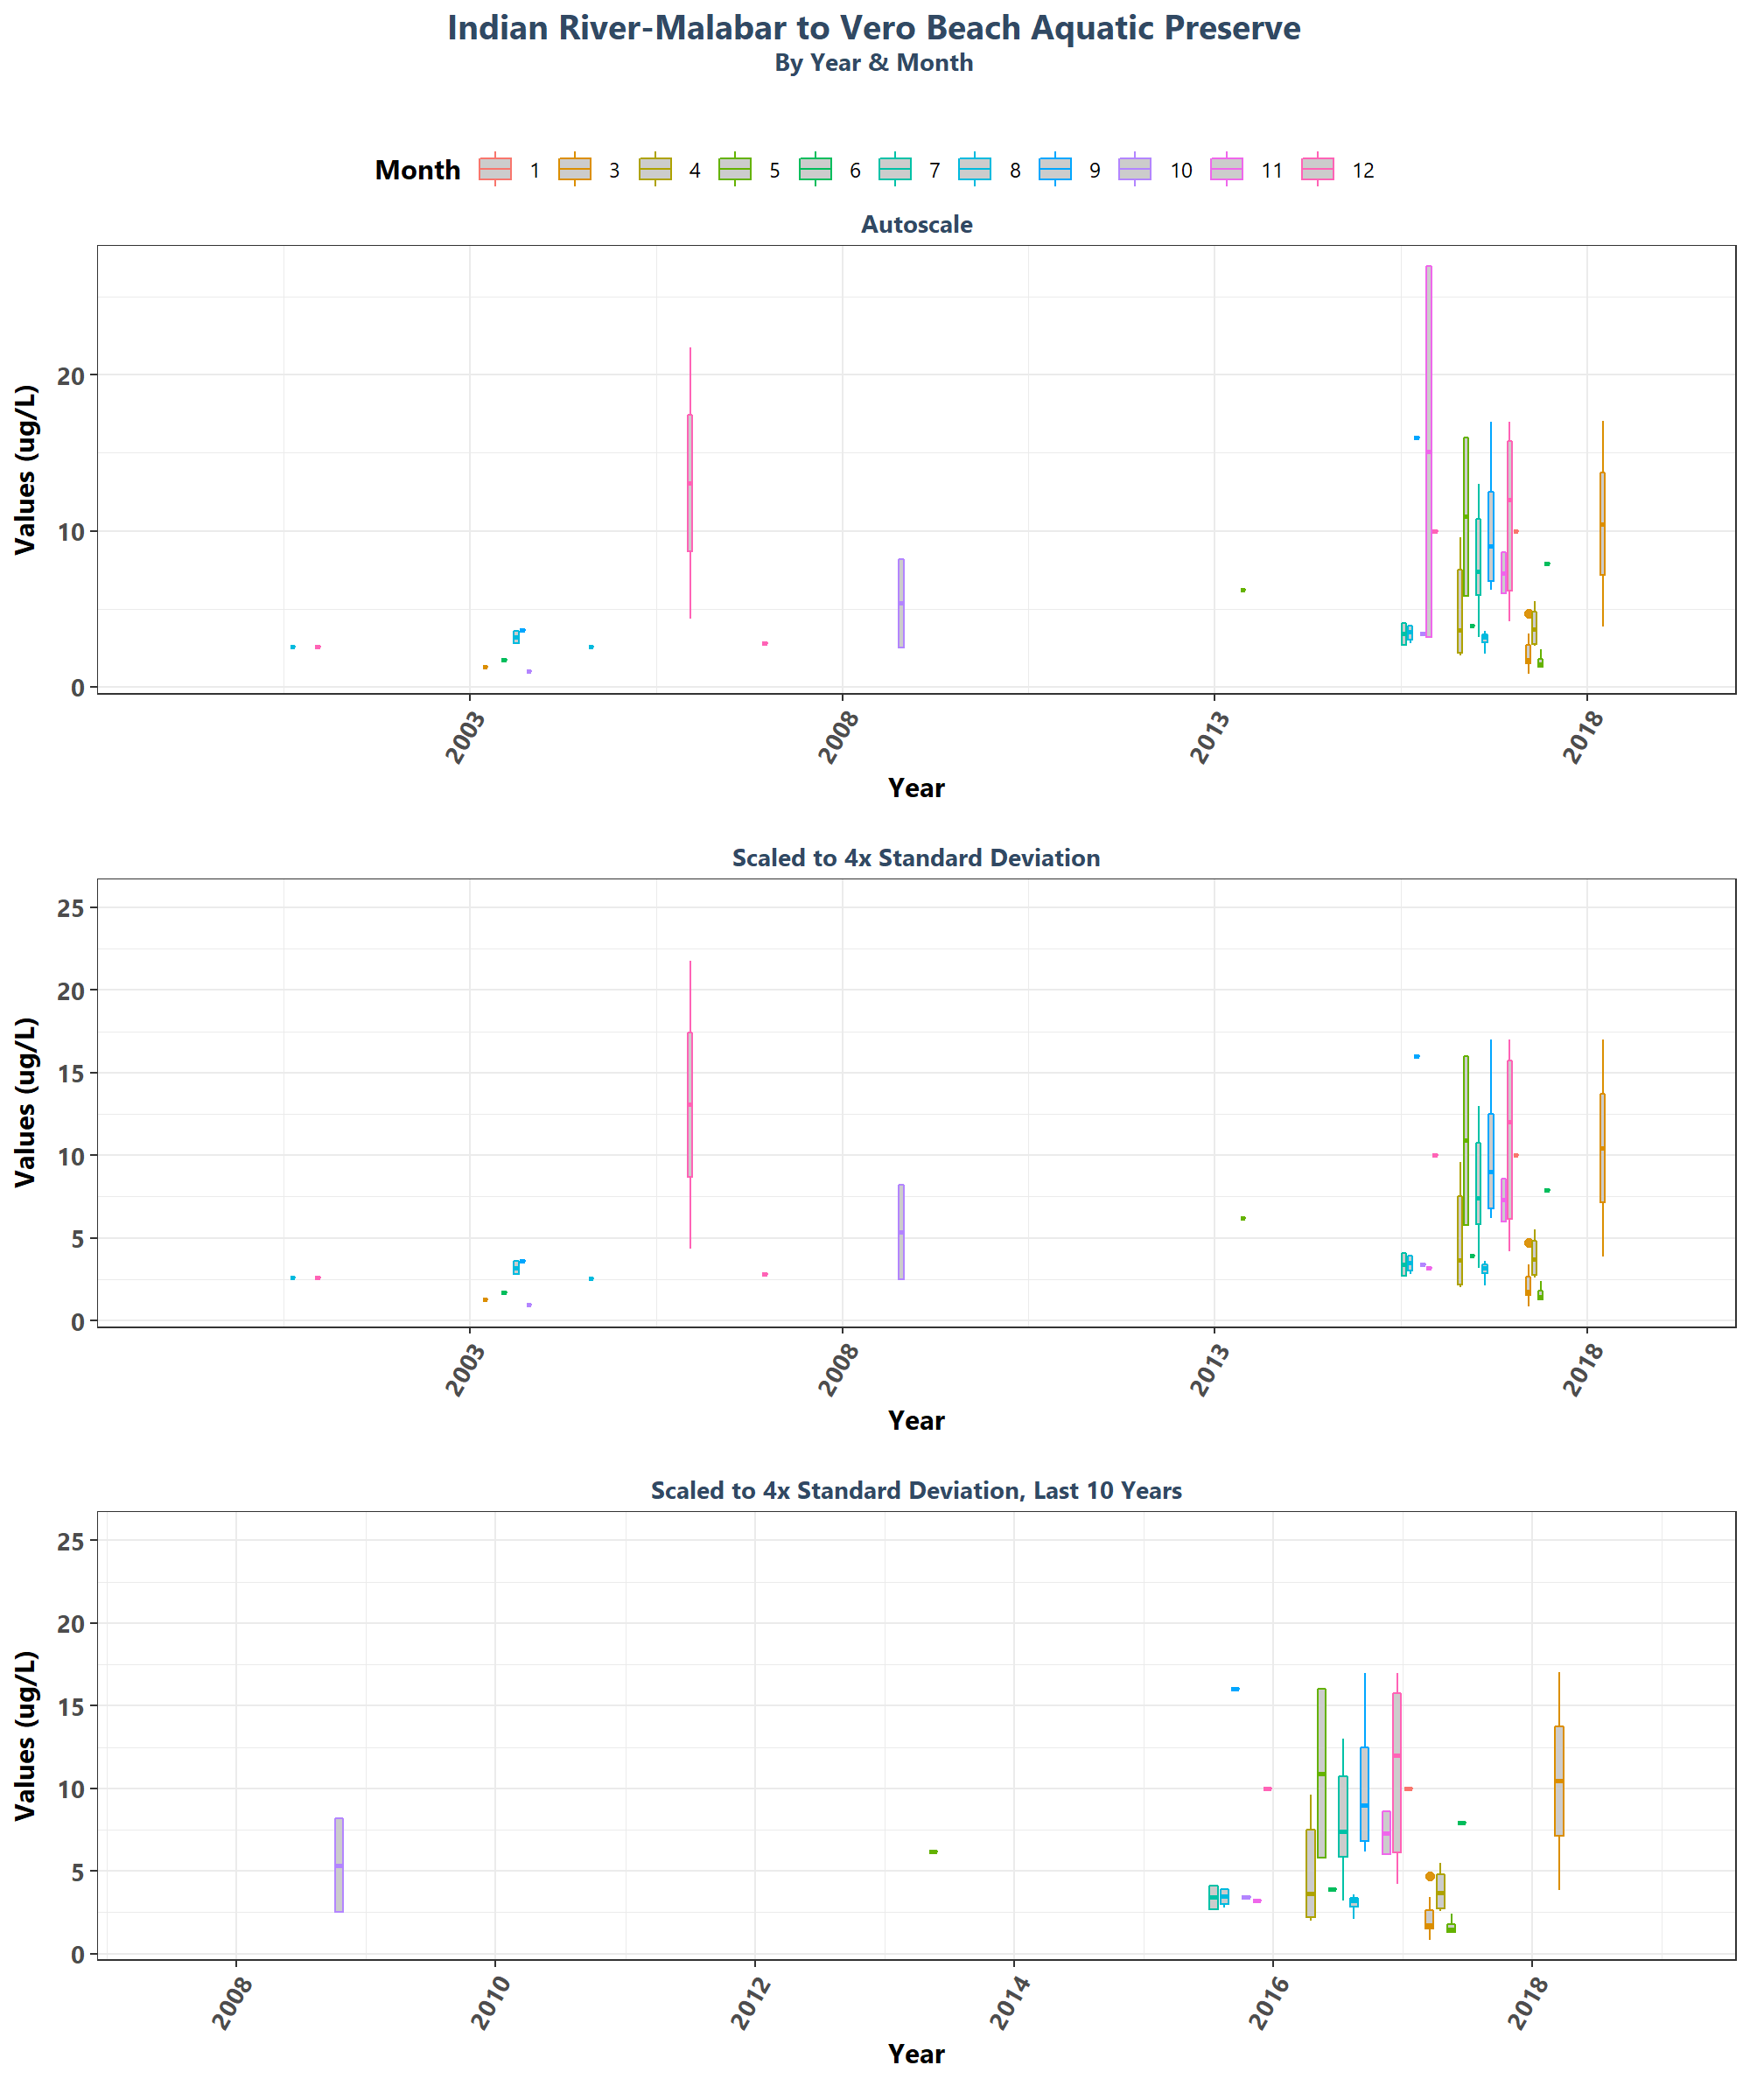 Indian River-Malabar to Vero Beach Aquatic Preserve
By Year & Month
Month 1 3 4 5 6 7 8 9 10 11 12
Autoscale
Values (ug/L)
20
10
0
2003 2008 2013 2018
Year
Scaled to 4x Standard Deviation
Values (ug/L)
25
20
15
10
5
0
2003 2008 2013 2018
Year
Scaled to 4x Standard Deviation, Last 10 Years
Values (ug/L)
25
20
15
10
5
0
2008 2010 2012 2014 2016 2018
Year